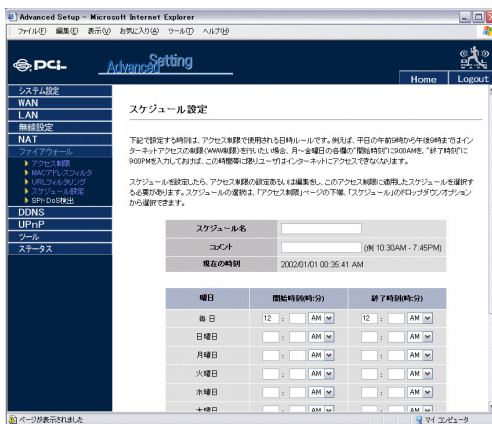 Advanced Setup - Microsoft Internet Explorer
ファイル(F) 編集(E) 表示(V) お気に入り(A) ツール(T) ヘルプ(H)
PCi
Advanced Setting
Home Logout
システム設定
WAN
LAN
無線設定
NAT
ファイアウォール
アクセス制限
MACアドレスフィルタ
URLフィルタリング
スケジュール設定
SPI・DoS検出
DDNS
UPnP
ツール
ステータス
スケジュール設定
下記で設定する時刻は、アクセス制限で使用される日時ルールです。例えば、平日の午前9時から午後9時まではイン
ターネットアクセスの制限(WWW制限)を行いたい場合、月～金曜日の各欄の"開始時刻"に900AMを、"終了時刻"に
900PMを入力しておけば、この時間帯に限りユーザはインターネットにアクセスできなくなります。
スケジュールを設定したら、アクセス制限の設定あるいは編集をし、このアクセス制限に適用したスケジュールを選択す
る必要があります。スケジュールの選択は、「アクセス制限」ページの下端、「スケジュール」のドロップダウンオプション
から選択できます。
スケジュール名
コメント (例 10:30AM - 7:45PM)
現在の時刻 2002/01/01 00:35:41 AM
曜日 開始時刻(時:分) 終了時刻(時:分)
毎 日 12 : AM 12 : AM
日曜日 : AM : AM
月曜日 : AM : AM
火曜日 : AM : AM
水曜日 : AM : AM
木曜日 : AM : AM
ページが表示されました マイ コンピュータ